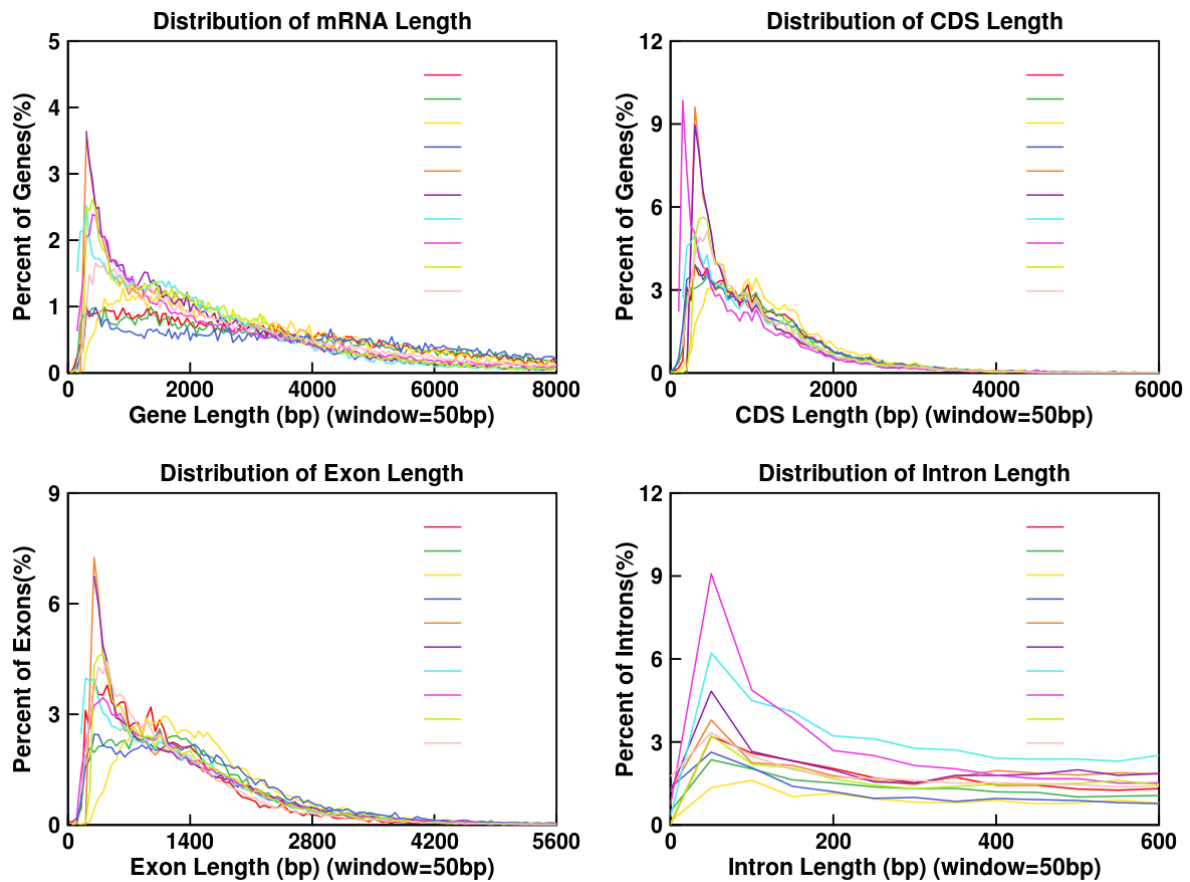 Distribution of mRNA Length
Percent of Genes(%)
5
4
3
2
1
0
0 2000 4000 6000 8000
Gene Length (bp) (window=50bp)
Distribution of CDS Length
Percent of Genes(%)
12
9
6
3
0
0 2000 4000 6000
CDS Length (bp) (window=50bp)
Distribution of Exon Length
Percent of Exons(%)
9
6
3
0
0 1400 2800 4200 5600
Exon Length (bp) (window=50bp)
Distribution of Intron Length
Percent of Introns(%)
12
9
6
3
0
0 200 400 600
Intron Length (bp) (window=50bp)